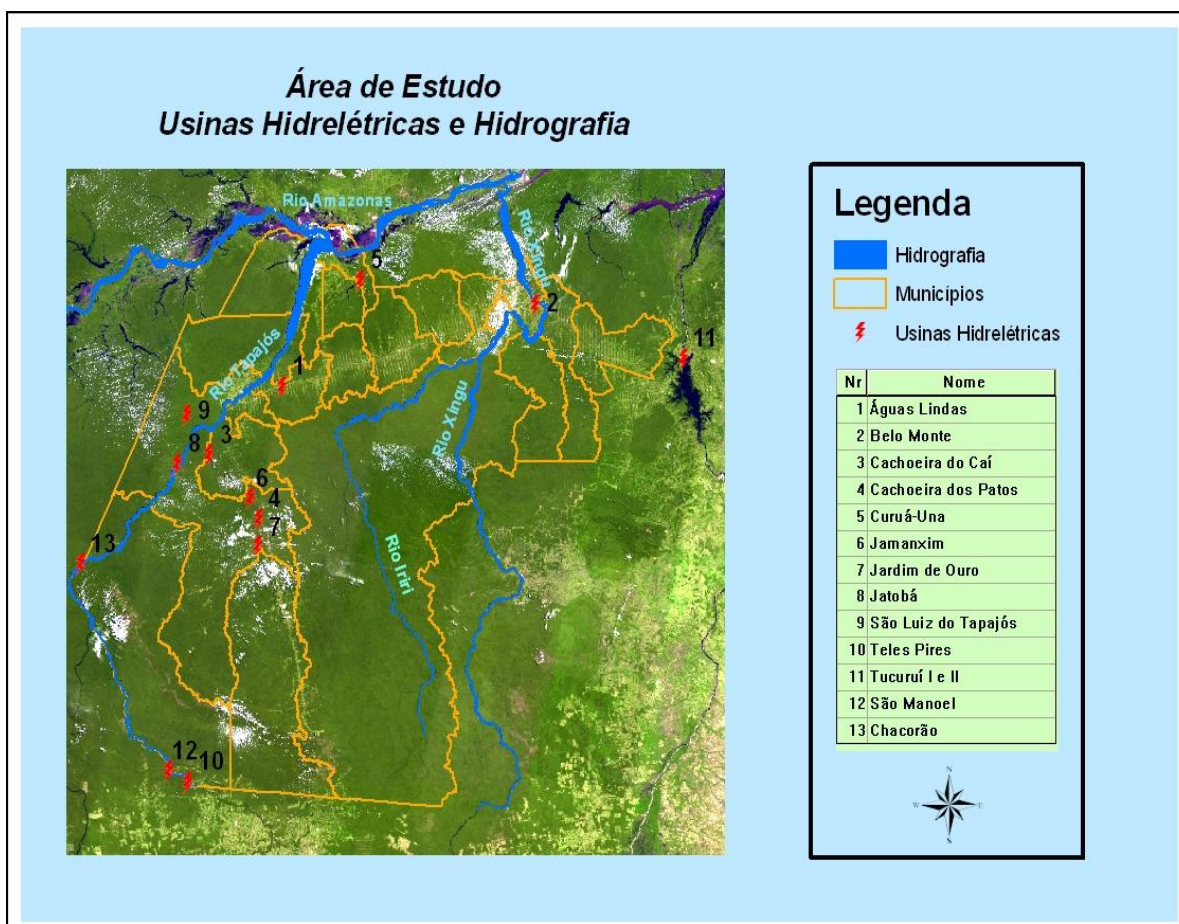 Área de Estudo
Usinas Hidrelétricas e Hidrografia
Rio Amazonas
Rio Xingu
5
2
Rio Tapajós
11
1
9
3
8
Rio Xingu
6
4
7
13
Rio Iriri
12 10
Legenda
Hidrografia
Municípios
Usinas Hidrelétricas
Nr Nome
1 Águas Lindas
2 Belo Monte
3 Cachoeira do Caí
4 Cachoeira dos Patos
5 Curuá-Una
6 Jamanxim
7 Jardim de Ouro
8 Jatobá
9 São Luiz do Tapajós
10 Teles Pires
11 Tucuruí I e II
12 São Manoel
13 Chacorão
N
W E
S